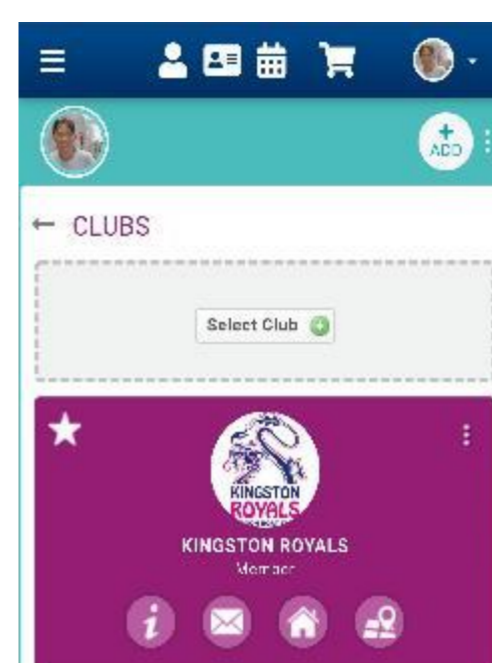 ADD
← CLUBS
Select Club
KINGSTON
ROYALS
KINGSTON ROYALS
Member